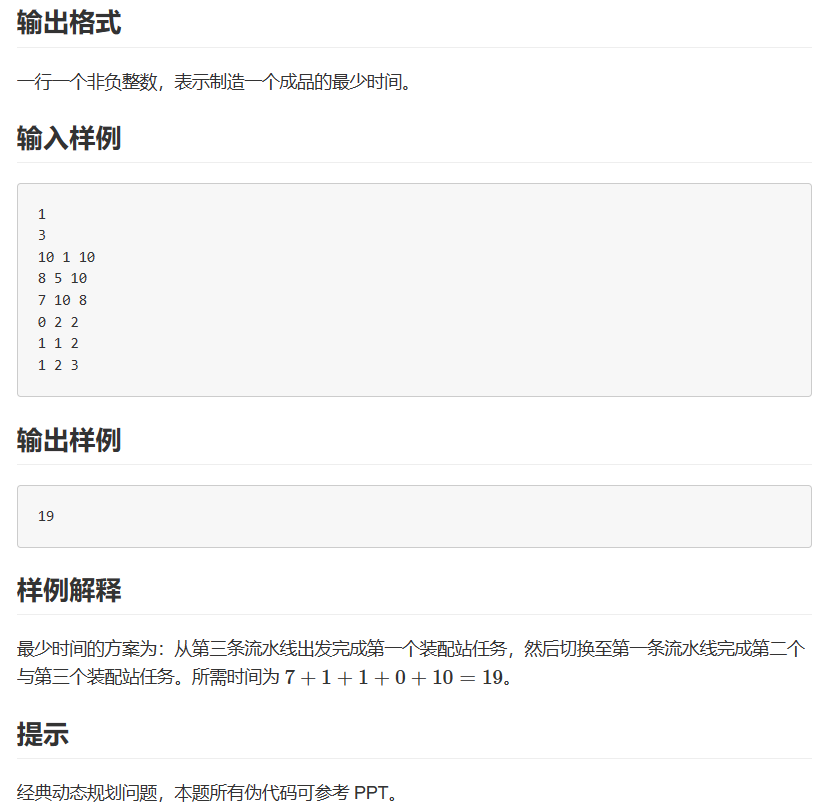 输出格式
一行一个非负整数，表示制造一个成品的最少时间。
输入样例
1
3
10 1 10
8 5 10
7 10 8
0 2 2
1 1 2
1 2 3
输出样例
19
样例解释
最少时间的方案为：从第三条流水线出发完成第一个装配站任务，然后切换至第一条流水线完成第二个
与第三个装配站任务。所需时间为 7 + 1 + 1 + 0 + 10 = 19。
提示
经典动态规划问题，本题所有伪代码可参考 PPT。